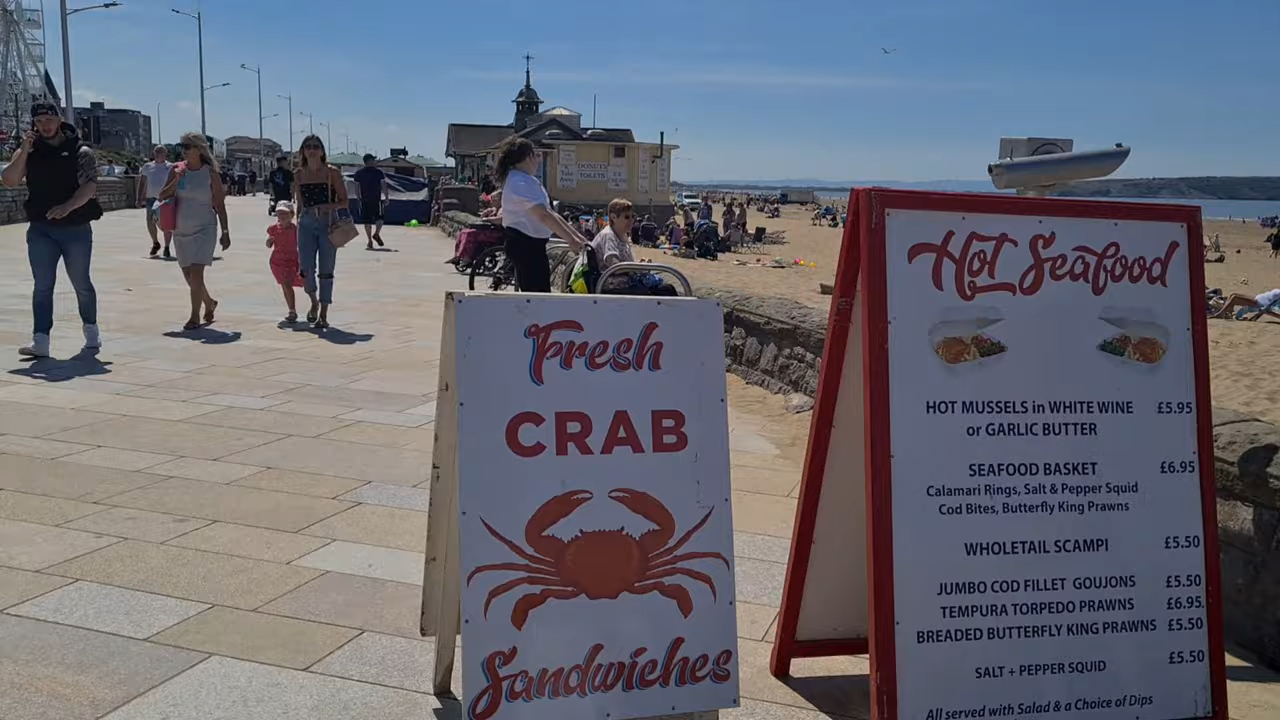 DONUTS
TOILETS
Fresh
CRAB
Sandwiches
Hot Seafood
HOT MUSSELS in WHITE WINE £5.95
or GARLIC BUTTER
SEAFOOD BASKET £6.95
Calamari Rings, Salt & Pepper Squid
Cod Bites, Butterfly King Prawns
WHOLETAIL SCAMPI £5.50
JUMBO COD FILLET GOUJONS £5.50
TEMPURA TORPEDO PRAWNS £6.95.
BREADED BUTTERFLY KING PRAWNS £5.50
SALT + PEPPER SQUID £5.50
All served with Salad & a Choice of Dips